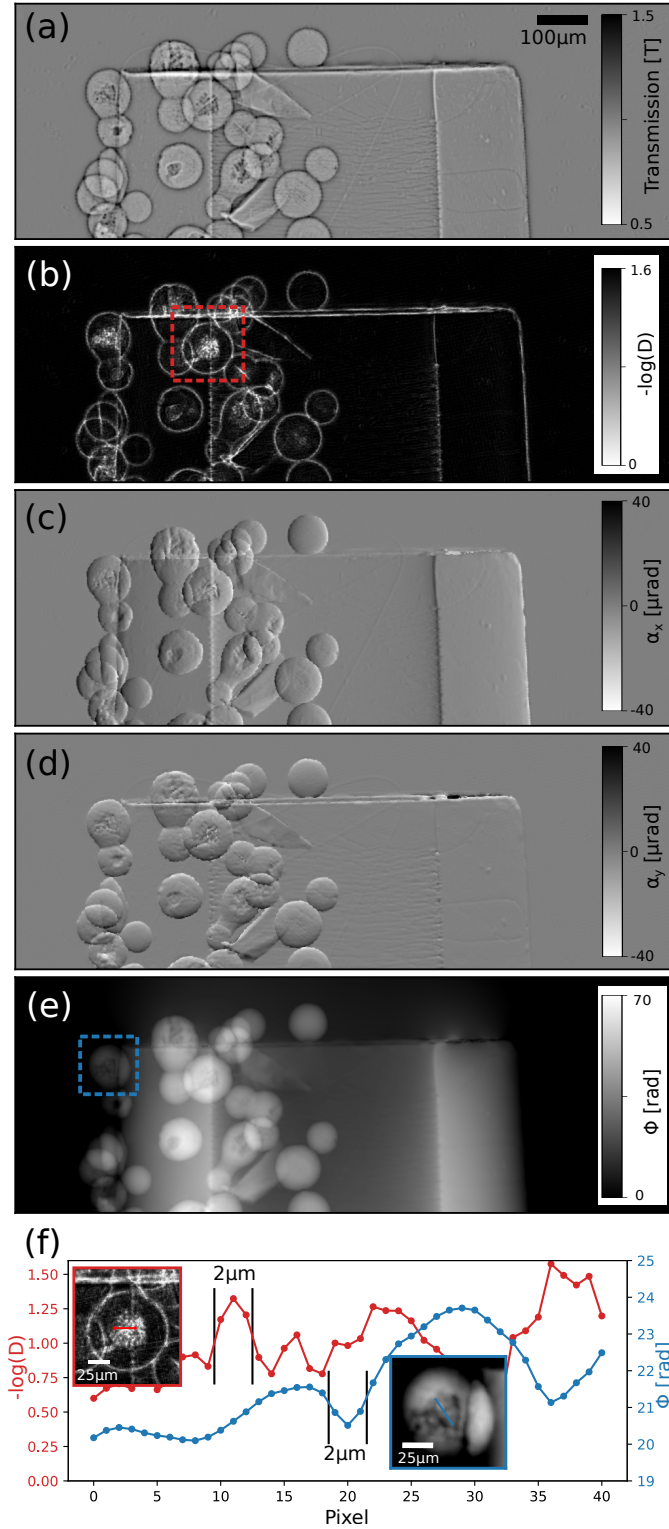 (a)
100μm
1.5
Transmission [T]
0.5
(b)
1.6
-log(D)
0
(c)
40
0
-40
αx [μrad]
(d)
40
0
-40
αy [μrad]
(e)
70
Φ [rad]
0
(f)
1.50
1.25
1.00
0.75
0.50
0.25
0.00
-log(D)
25μm
2μm
2μm
25μm
25
24
23
22
21
20
19
Φ [rad]
0 5 10 15 20 25 30 35 40
Pixel